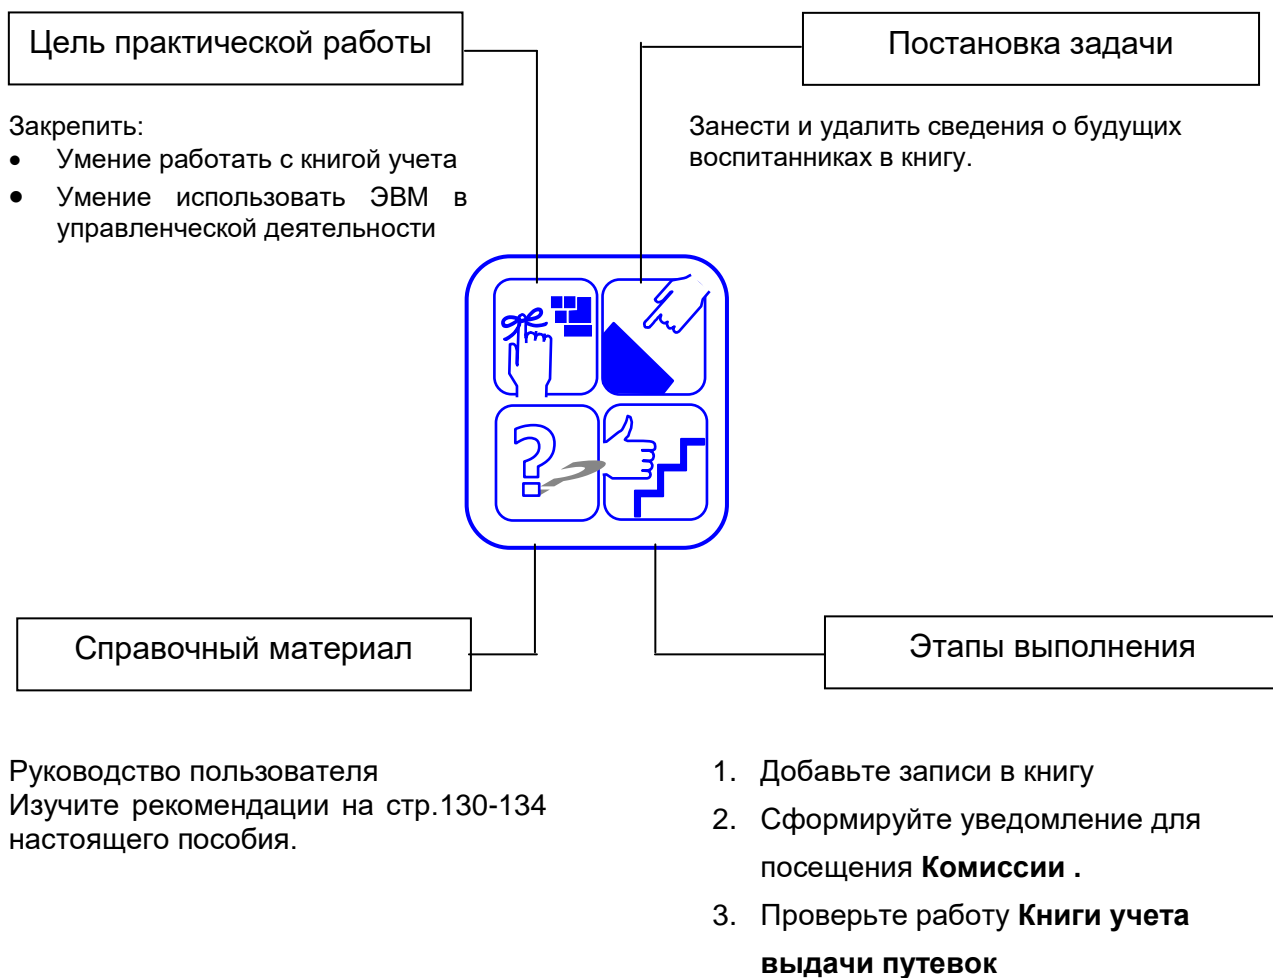 Цель практической работы
Закрепить:
• Умение работать с книгой учета
• Умение использовать ЭВМ в
управленческой деятельности
Постановка задачи
Занести и удалить сведения о будущих
воспитанниках в книгу.
?
Справочный материал
Руководство пользователя
Изучите рекомендации на стр.130-134
настоящего пособия.
Этапы выполнения
1. Добавьте записи в книгу
2. Сформируйте уведомление для
посещения Комиссии .
3. Проверьте работу Книги учета
выдачи путевок